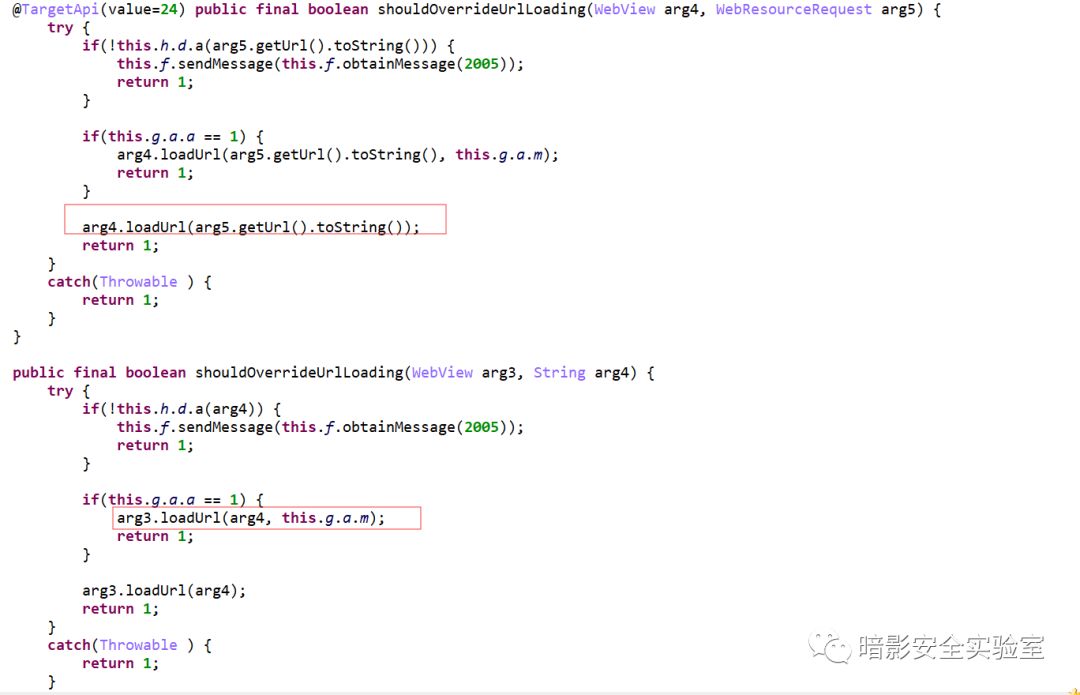 @TargetApi(value=24) public final boolean shouldOverrideUrlLoading(WebView arg4, WebResourceRequest arg5) {
    try {
        if(!this.h.d.a(arg5.getUrl().toString())) {
            this.f.sendMessage(this.f.obtainMessage(2005));
            return 1;
        }

        if(this.g.a.a == 1) {
            arg4.loadUrl(arg5.getUrl().toString(), this.g.a.m);
            return 1;
        }

        arg4.loadUrl(arg5.getUrl().toString());
        return 1;
    }
    catch(Throwable ) {
        return 1;
    }
}

public final boolean shouldOverrideUrlLoading(WebView arg3, String arg4) {
    try {
        if(!this.h.d.a(arg4)) {
            this.f.sendMessage(this.f.obtainMessage(2005));
            return 1;
        }

        if(this.g.a.a == 1) {
            arg3.loadUrl(arg4, this.g.a.m);
            return 1;
        }

        arg3.loadUrl(arg4);
        return 1;
    }
    catch(Throwable ) {
        return 1;
    }
暗影安全实验室